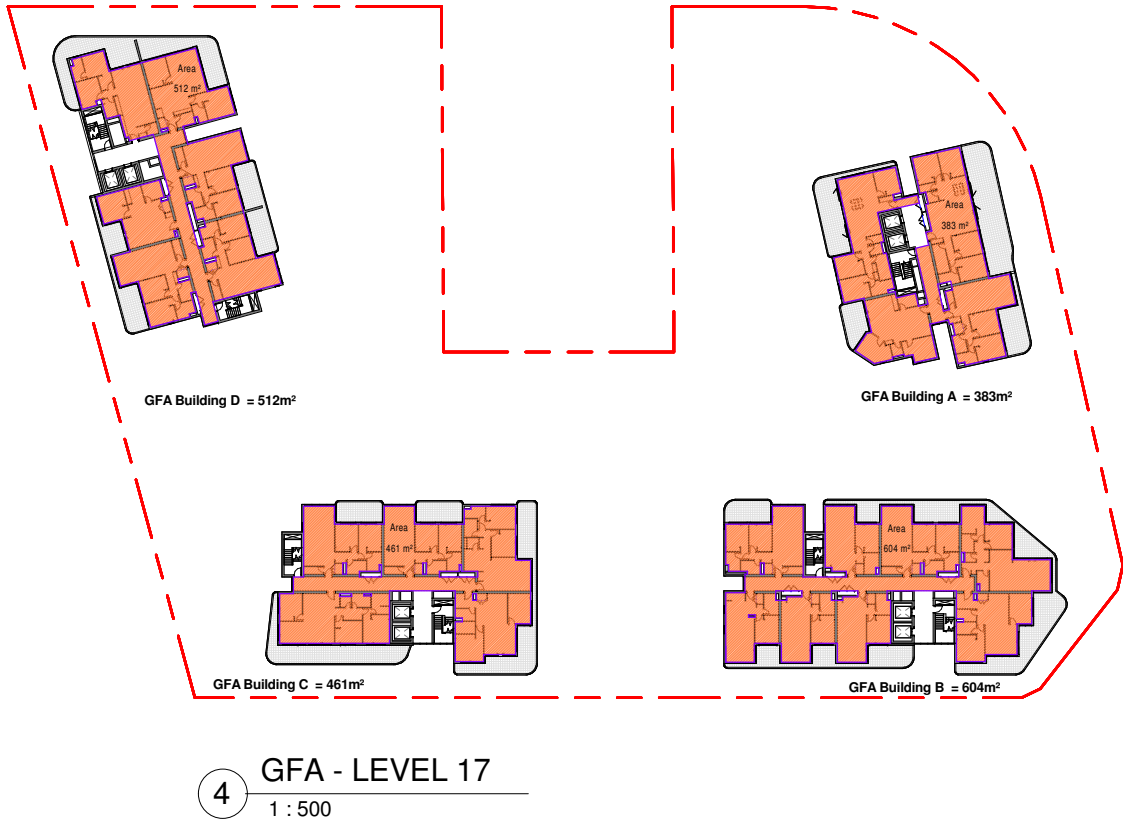 Area
512 m²
Area
383 m²
GFA Building D = 512m²
GFA Building A = 383m²
Area
461 m²
Area
604 m²
GFA Building C = 461m²
GFA Building B = 604m²
4
GFA - LEVEL 17
1 : 500